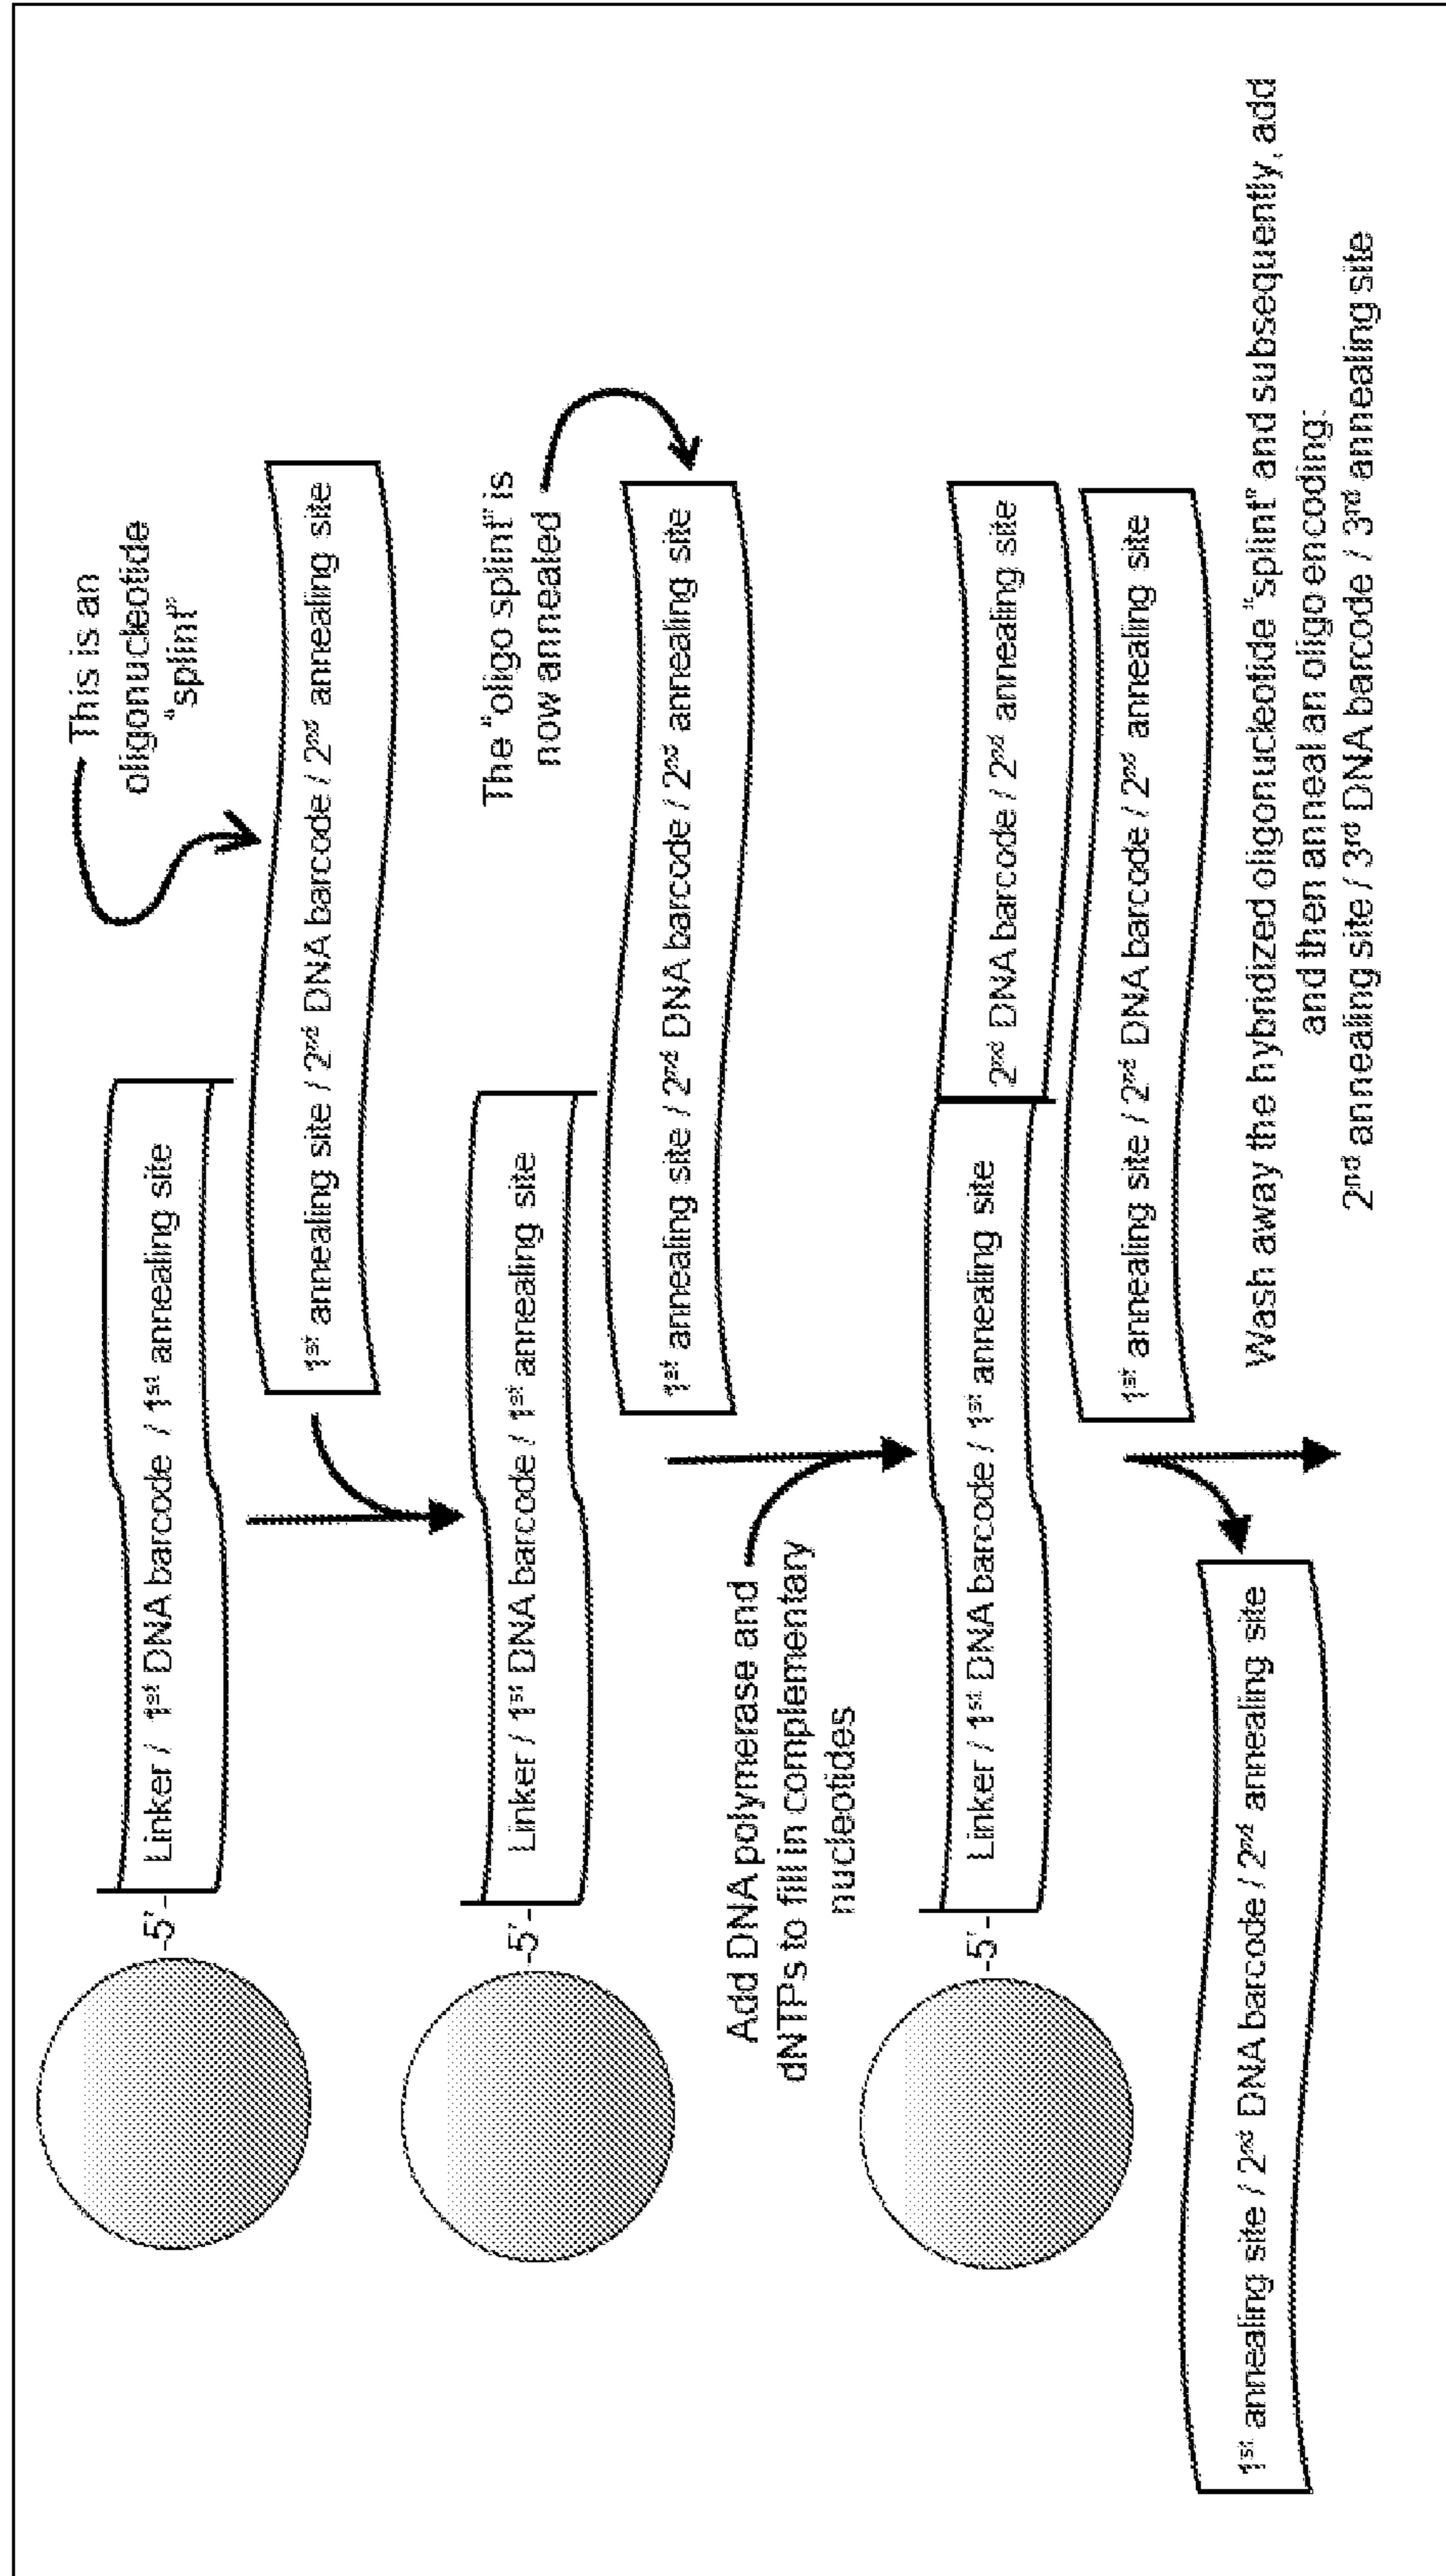 This is an
oligonucleotide
"splint"
-5'-
Linker / 1st DNA barcode / 1st annealing site
1st annealing site / 2nd DNA barcode / 2nd annealing site
The "oligo splint" is
now annealed
-5'-
Linker / 1st DNA barcode / 1st annealing site
1st annealing site / 2nd DNA barcode / 2nd annealing site
Add DNA polymerase and
dNTPs to fill in complementary
nucleotides
-5'-
Linker / 1st DNA barcode / 1st annealing site
2nd DNA barcode / 2nd annealing site
1st annealing site / 2nd DNA barcode / 2nd annealing site
1st annealing site / 2nd DNA barcode / 2nd annealing site
Wash away the hybridized oligonucleotide "splint" and subsequently, add
and then anneal an oligo encoding:
2nd annealing site / 3rd DNA barcode / 3rd annealing site